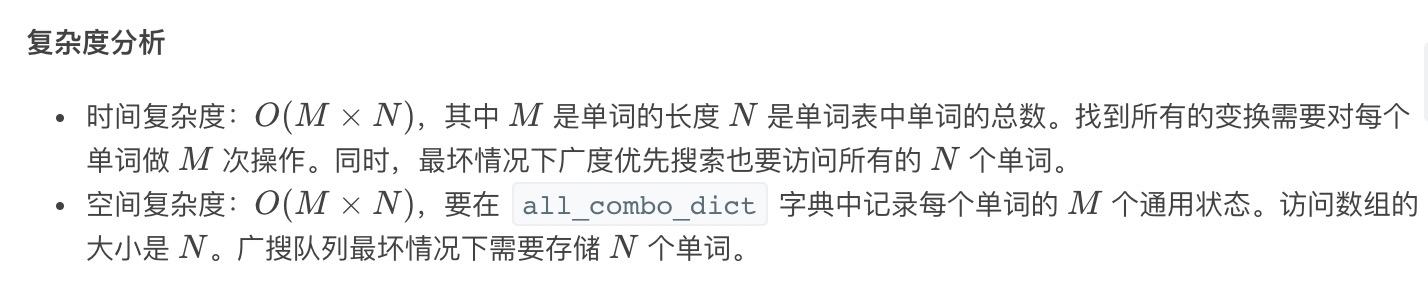 复杂度分析
• 时间复杂度：O(M × N)，其中 M 是单词的长度 N 是单词表中单词的总数。找到所有的变换需要对每个
单词做 M 次操作。同时，最坏情况下广度优先搜索也要访问所有的 N 个单词。
• 空间复杂度：O(M × N)，要在 all_combo_dict 字典中记录每个单词的 M 个通用状态。访问数组的
大小是 N。广搜队列最坏情况下需要存储 N 个单词。